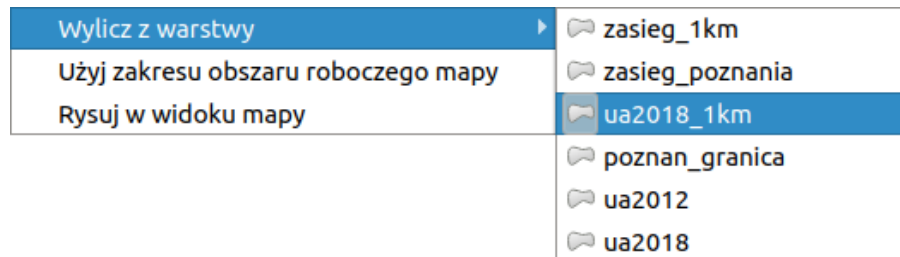 Wylicz z warstwy
Użyj zakresu obszaru roboczego mapy
Rysuj w widoku mapy
zasieg_1km
zasieg_poznania
ua2018_1km
poznan_granica
ua2012
ua2018